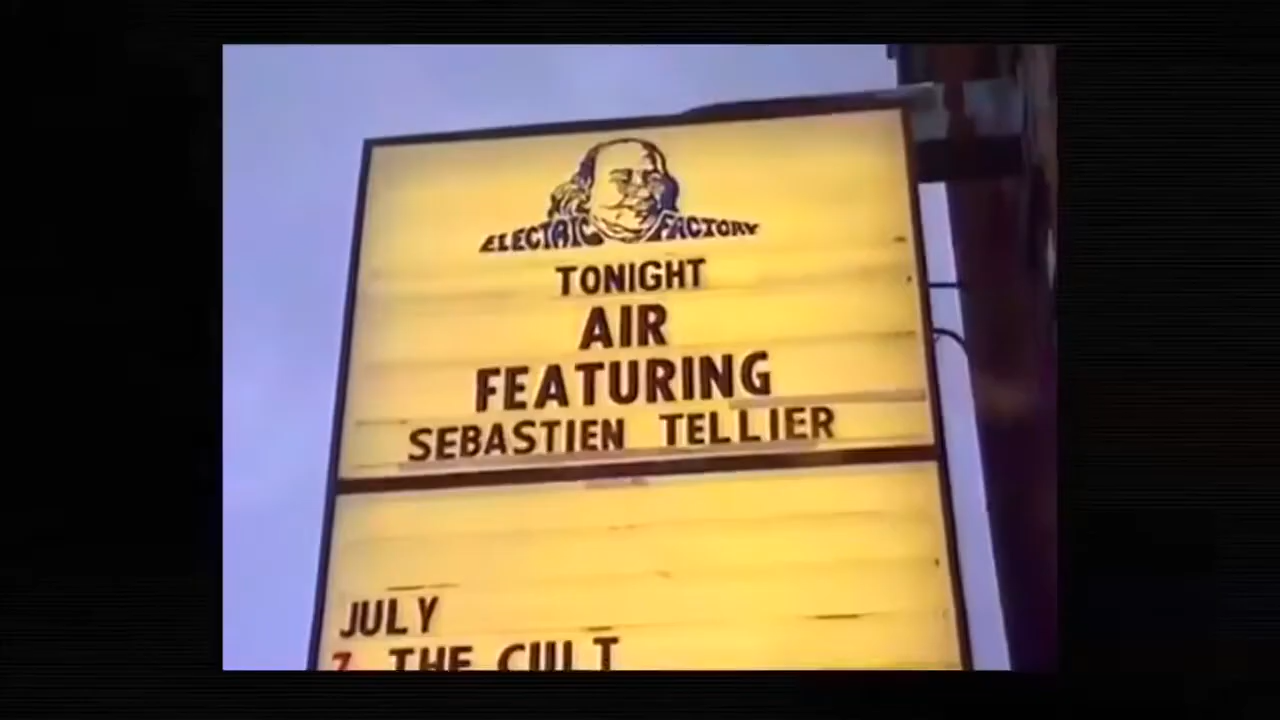 ELECTRIC FACTORY
TONIGHT
AIR
FEATURING
SEBASTIEN TELLIER
JULY
7 THE CULT